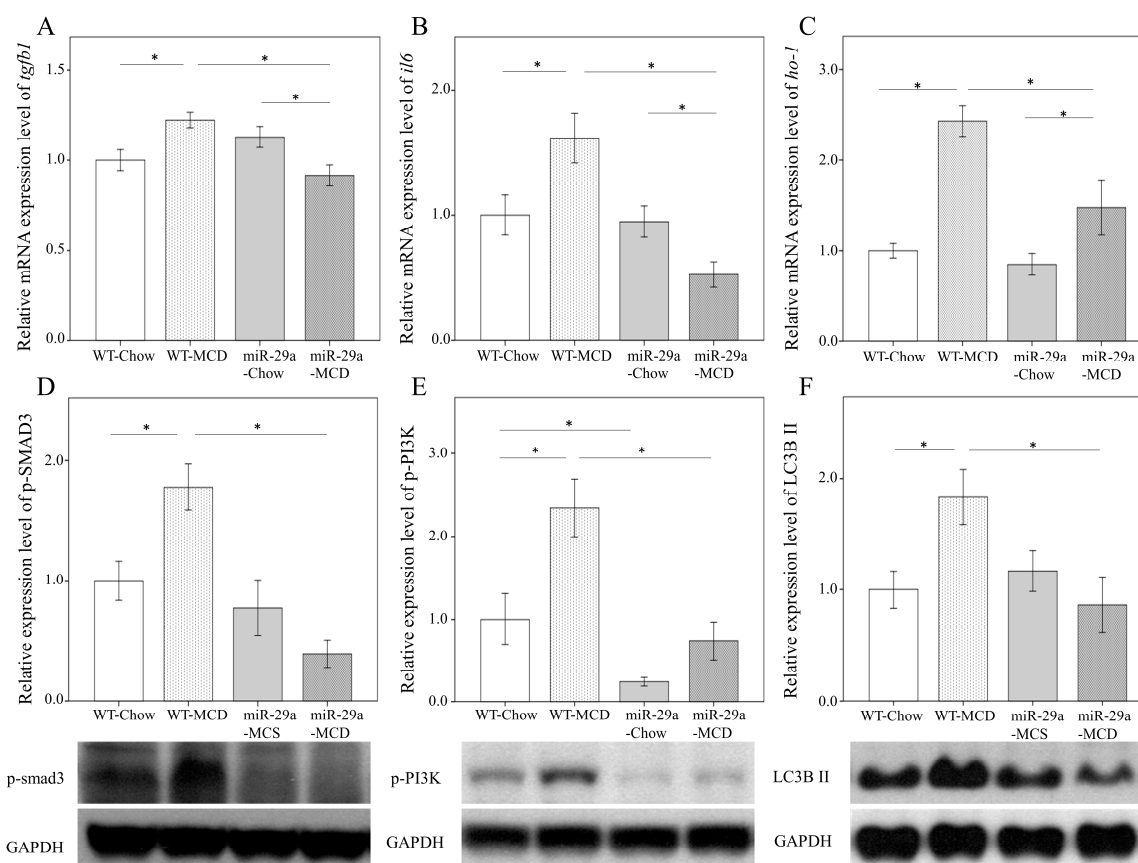 A
Relative mRNA expression level of tgfb1
1.5
1.0
0.5
0.0
*
*
*
WT-Chow
WT-MCD
miR-29a
-Chow
miR-29a
-MCD
B
Relative mRNA expression level of il6
2.0
1.0
0.0
*
*
*
WT-Chow
WT-MCD
miR-29a
-Chow
miR-29a
-MCD
C
Relative mRNA expression level of ho-1
3.0
2.0
1.0
0.0
*
*
*
WT-Chow
WT-MCD
miR-29a
-Chow
miR-29a
-MCD
D
Relative expression level of p-SMAD3
2.0
1.0
0.0
*
*
WT-Chow
WT-MCD
miR-29a
-MCS
miR-29a
-MCD
p-smad3
GAPDH
E
Relative expression level of p-PI3K
3.0
2.0
1.0
0.0
*
*
*
WT-Chow
WT-MCD
miR-29a
-Chow
miR-29a
-MCD
p-PI3K
GAPDH
F
Relative expression level of LC3B II
2.0
1.0
0.0
*
*
WT-Chow
WT-MCD
miR-29a
-MCS
miR-29a
-MCD
LC3B II
GAPDH